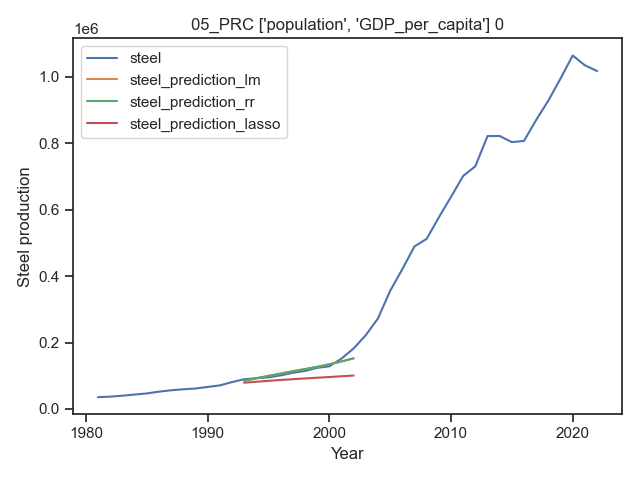 05_PRC ['population', 'GDP_per_capita'] 0
1e6
steel
steel_prediction_lm
steel_prediction_rr
steel_prediction_lasso
1.0
0.8
0.6
0.4
0.2
0.0
Steel production
1980
1990
2000
2010
2020
Year